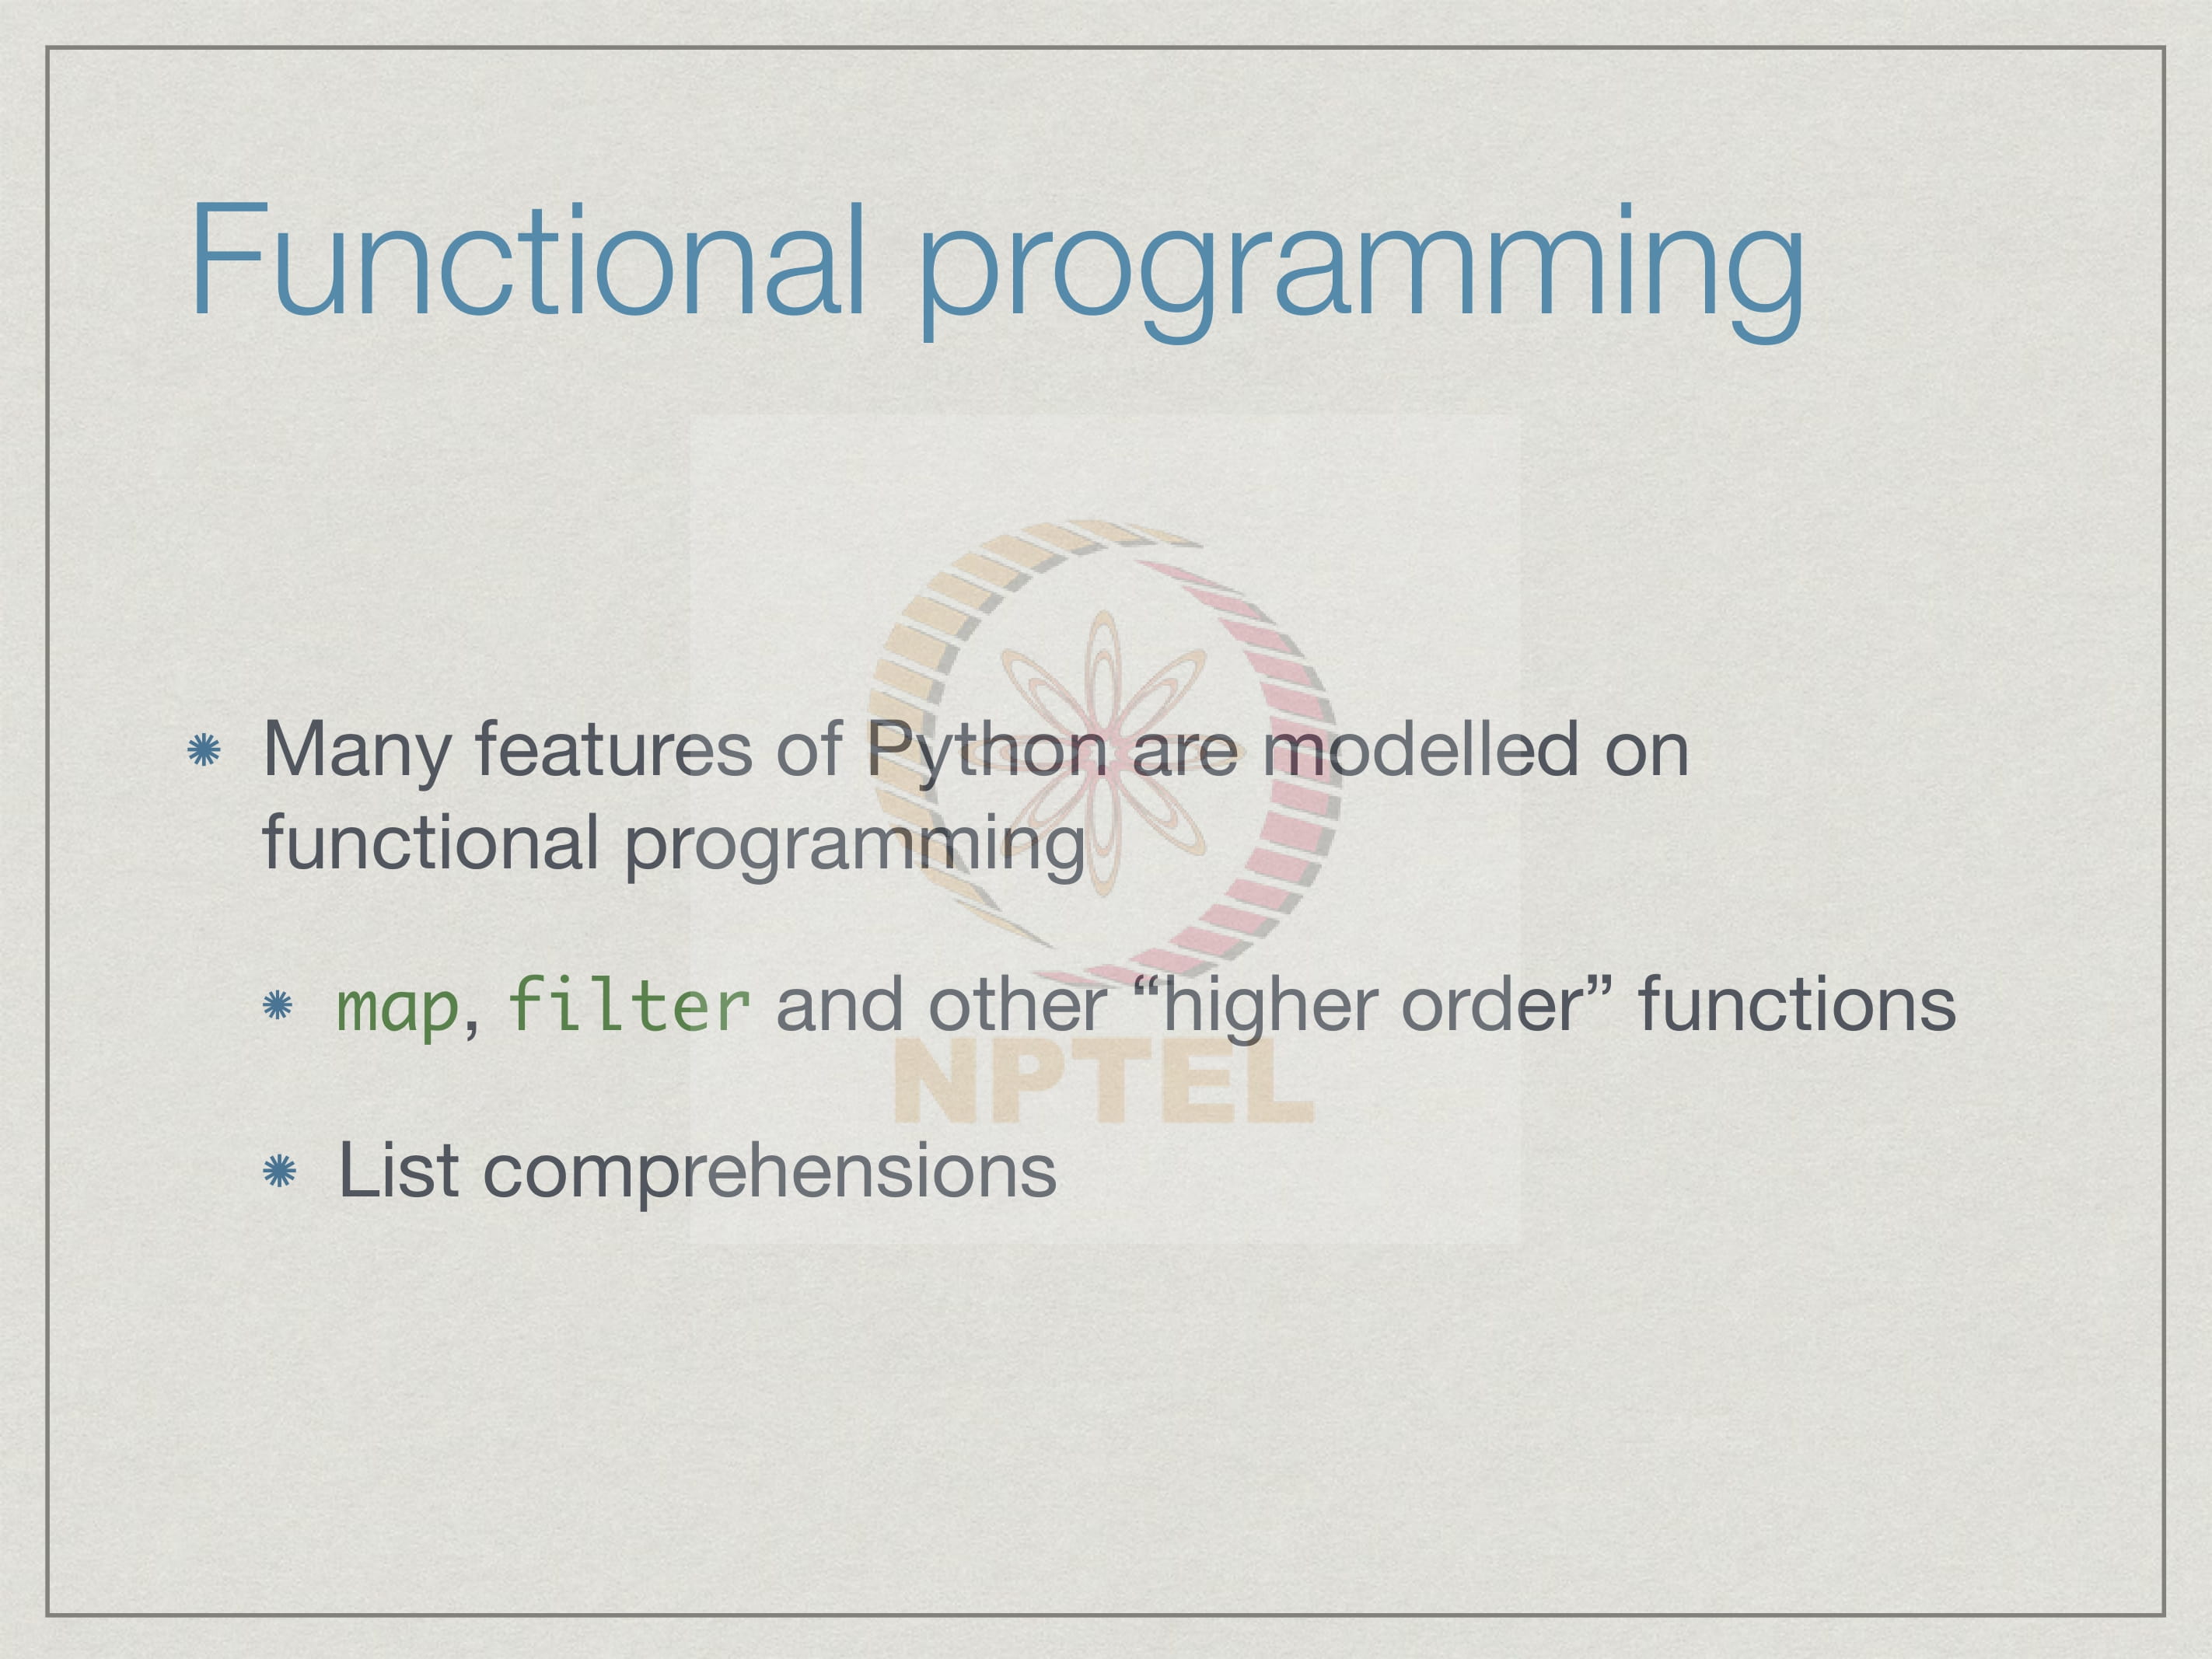 Functional programming
Many features of Python are modelled on
functional programming
map, filter and other “higher order” functions
NPTEL
List comprehensions